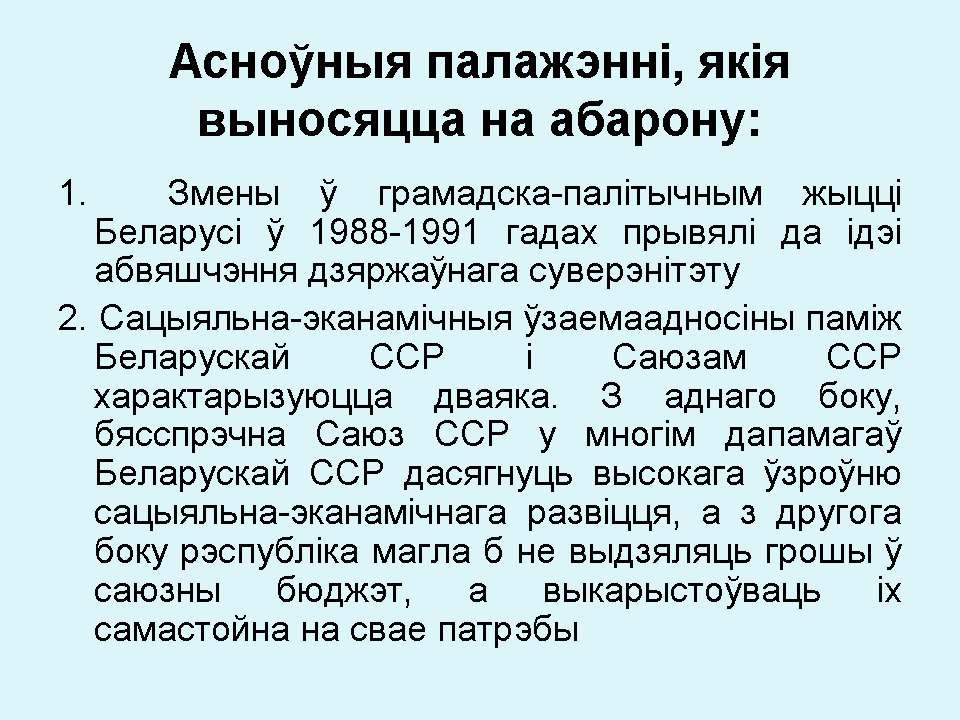 Асноўныя палажэнні, якія
выносяцца на абарону:
1. Змены ў грамадска-палітычным жыцці
Беларусі ў 1988-1991 гадах прывялі да ідэі
абвяшчэння дзяржаўнага суверэнітэту
2. Сацыяльна-эканамічныя ўзаемаадносіны паміж
Беларускай ССР і Саюзам ССР
характарызуюцца дваяка. З аднаго боку,
бясспрэчна Саюз ССР у многім дапамагаў
Беларускай ССР дасягнуць высокага ўзроўню
сацыяльна-эканамічнага развіцця, а з другога
боку рэспубліка магла б не выдзяляць грошы ў
саюзны бюджэт, а выкарыстоўваць іх
самастойна на свае патрэбы